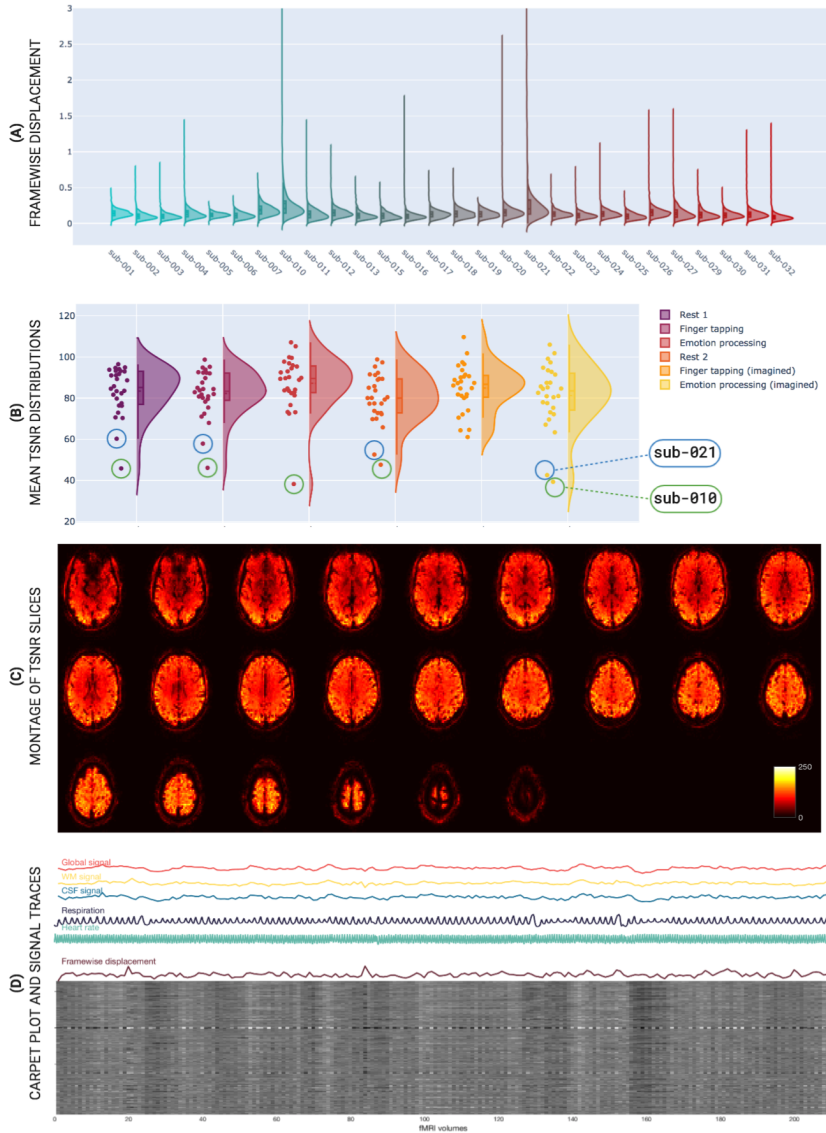 (A)
FRAMEWISE DISPLACEMENT
3
2.5
2
1.5
1
0.5
0
sub-001
sub-002
sub-003
sub-004
sub-005
sub-006
sub-007
sub-010
sub-011
sub-012
sub-013
sub-015
sub-016
sub-017
sub-018
sub-019
sub-020
sub-021
sub-022
sub-023
sub-024
sub-025
sub-026
sub-027
sub-029
sub-030
sub-031
sub-032
(B)
MEAN TSNR DISTRIBUTIONS
120
100
80
60
40
20
Rest 1
Finger tapping
Emotion processing
Rest 2
Finger tapping (imagined)
Emotion processing (imagined)
sub-021
sub-010
(C)
MONTAGE OF TSNR SLICES
250
0
(D)
CARPET PLOT AND SIGNAL TRACES
Global signal
WM signal
CSF signal
Respiration
Heart rate
Framewise displacement
0 20 40 60 80 100 120 140 160 180 200
fMRI volumes